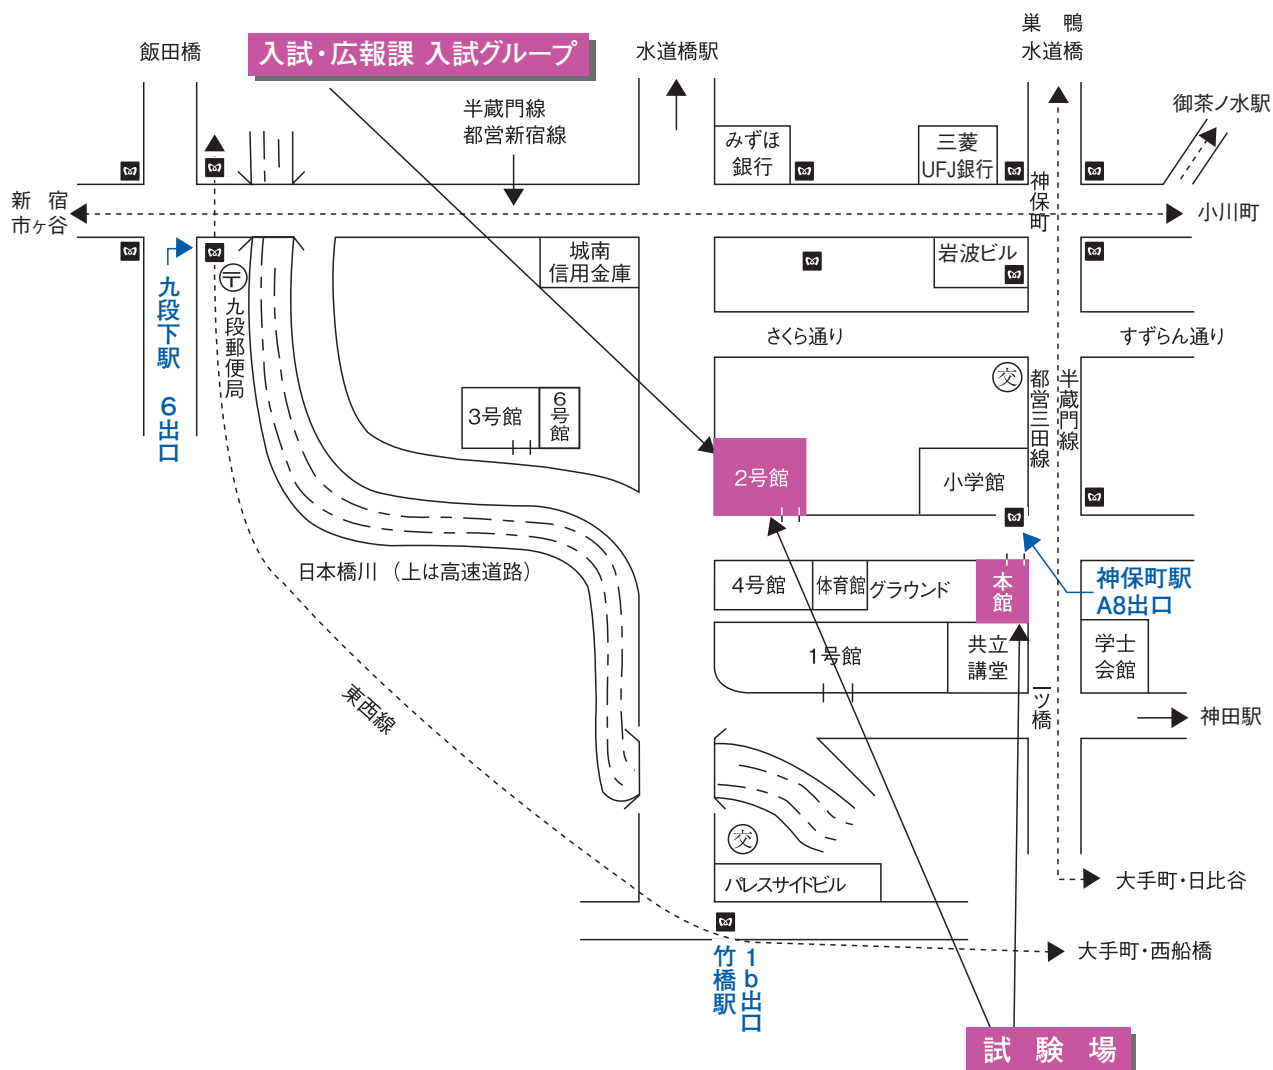 巣鴨
水道橋
飯田橋
入試・広報課 入試グループ
水道橋駅
御茶ノ水駅
半蔵門線
都営新宿線
みずほ
銀行
三菱
UFJ銀行
神保町
新宿
市ヶ谷
小川町
城南
信用金庫
岩波ビル
九段下駅 6出口
〒
九段郵便局
さくら通り
すずらん通り
交
都営三田線
半蔵門線
3号館
6号館
2号館
小学館
日本橋川（上は高速道路）
4号館
体育館
グラウンド
本館
神保町駅
A8出口
1号館
共立
講堂
学士
会館
東西線
一ツ橋
神田駅
交
パレスサイドビル
大手町・日比谷
竹橋駅
1b出口
大手町・西船橋
試験場